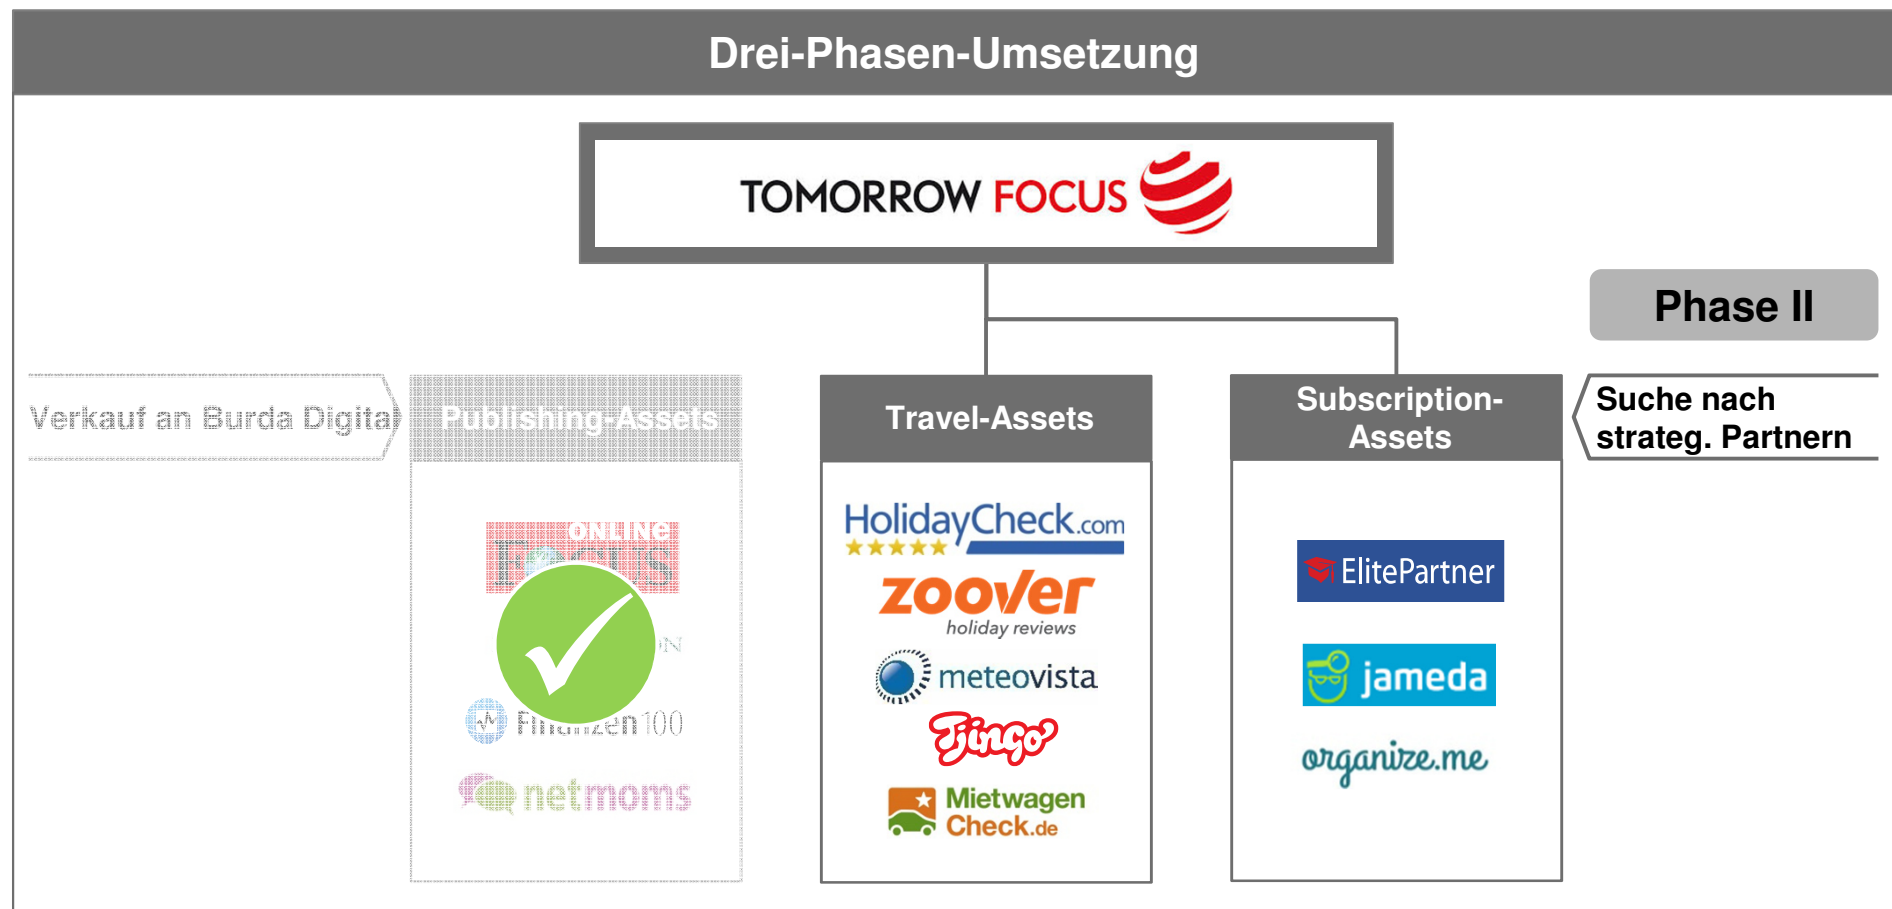 Drei-Phasen-Umsetzung
TOMORROW FOCUS
Phase II
Verkauf an Burda Digital
Publishing-Assets
Travel-Assets
Subscription-
Assets
Suche nach
strateg. Partnern
ONLINE
Finanzen100
netmoms
HolidayCheck.com
zoover
holiday reviews
meteovista
Tjingo
Mietwagen
Check.de
ElitePartner
jameda
organize.me